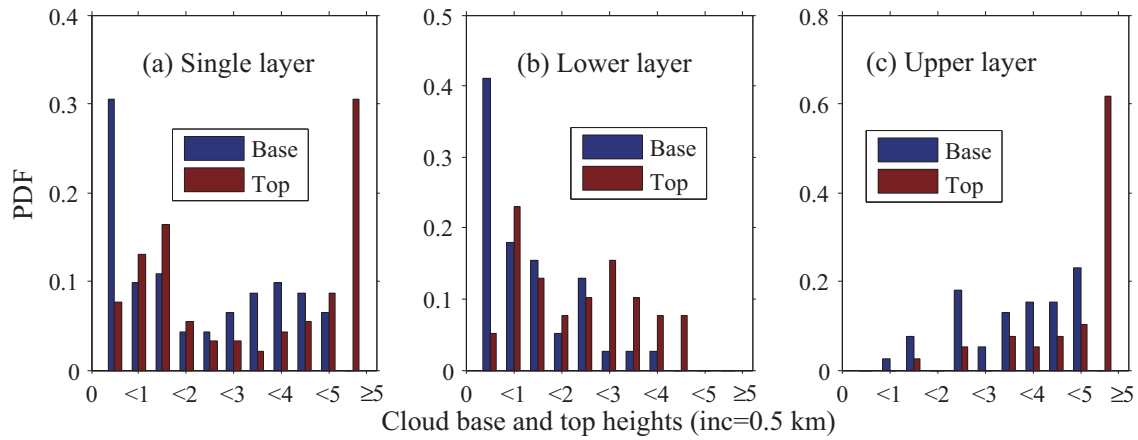 0.4
0.3
0.2
0.1
0
PDF
(a) Single layer
Base
Top
0 <1 <2 <3 <4 <5 ≥5
0.5
0.4
0.3
0.2
0.1
0
(b) Lower layer
Base
Top
0 <1 <2 <3 <4 <5 ≥5
0.8
0.6
0.4
0.2
0
(c) Upper layer
Base
Top
0 <1 <2 <3 <4 <5 ≥5
Cloud base and top heights (inc=0.5 km)